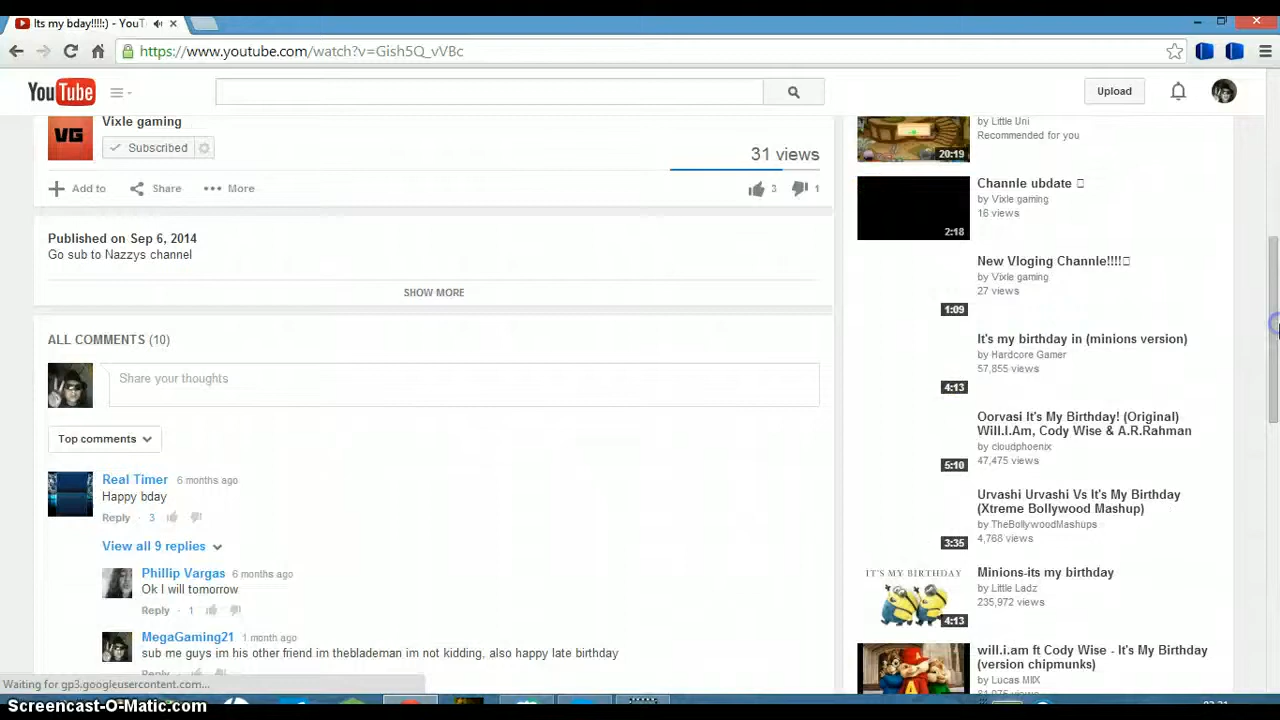 Its my bday!!!!:) - YouT
https://www.youtube.com/watch?v=Gish5Q_vVBc
YouTube
Upload
VG
Vixle gaming
Subscribed
31 views
Add to
Share
More
3
1
Published on Sep 6, 2014
Go sub to Nazzys channel
SHOW MORE
ALL COMMENTS (10)
Share your thoughts
Top comments
Real Timer 6 months ago
Happy bday
Reply · 3
View all 9 replies
Phillip Vargas 6 months ago
Ok I will tomorrow
Reply · 1
MegaGaming21 1 month ago
sub me guys im his other friend im theblademan im not kidding, also happy late birthday
Reply
by Little Uni
Recommended for you
20:19
Channle ubdate
by Vixle gaming
16 views
2:18
New Vloging Channle!!!!
by Vixle gaming
27 views
1:09
It's my birthday in (minions version)
by Hardcore Gamer
57,855 views
4:13
Oorvasi It's My Birthday! (Original)
Will.I.Am, Cody Wise & A.R.Rahman
by cloudphoenix
47,475 views
5:10
Urvashi Urvashi Vs It's My Birthday
(Xtreme Bollywood Mashup)
by TheBollywoodMashups
4,766 views
3:35
IT'S MY BIRTHDAY
Minions-its my birthday
by Little Ladz
235,972 views
4:13
will.i.am ft Cody Wise - It's My Birthday
(version chipmunks)
by Lucas MIIX
Waiting for gp3.googleusercontent.com...
Screencast-O-Matic.com